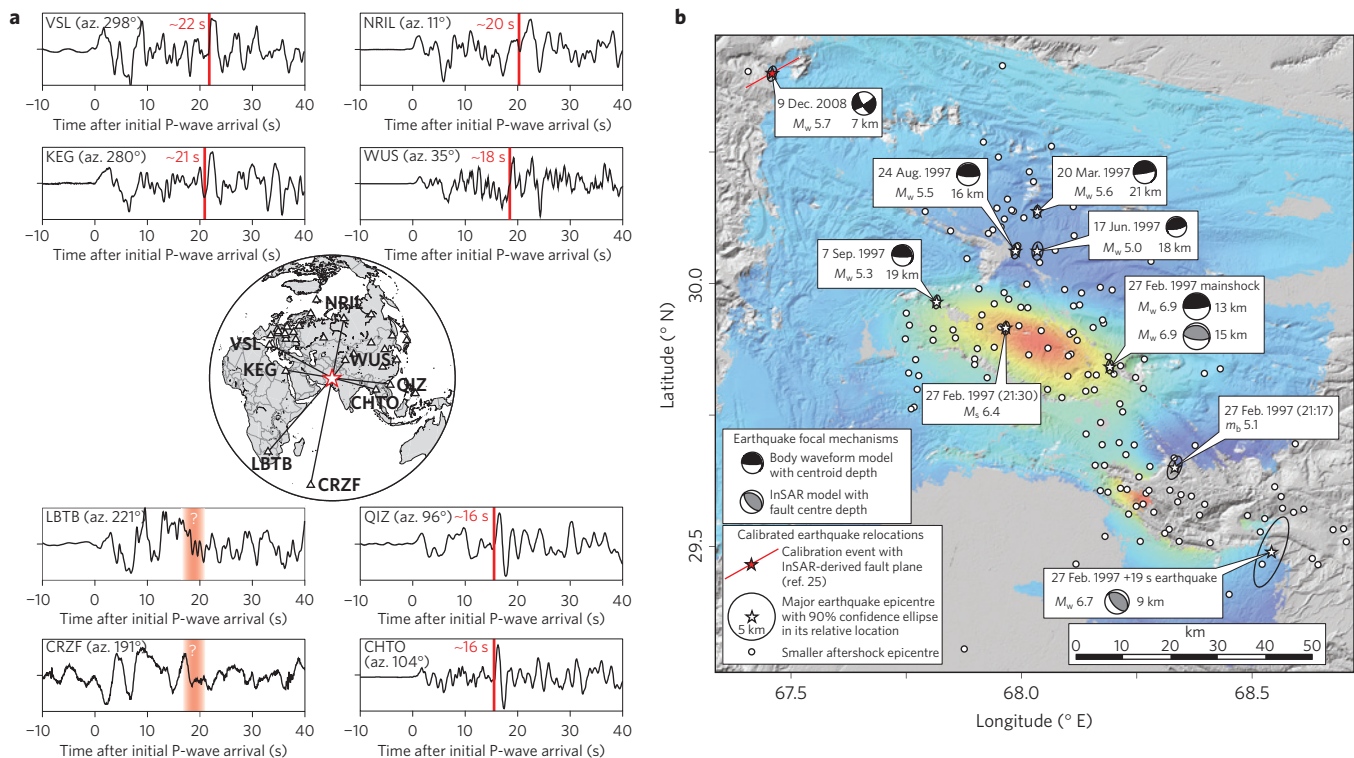 a
VSL (az. 298°)
~22 s
−10 0 10 20 30 40
Time after initial P-wave arrival (s)
NRIL (az. 11°)
~20 s
−10 0 10 20 30 40
Time after initial P-wave arrival (s)
KEG (az. 280°)
~21 s
−10 0 10 20 30 40
Time after initial P-wave arrival (s)
WUS (az. 35°)
~18 s
−10 0 10 20 30 40
Time after initial P-wave arrival (s)
NRIL
VSL
WUS
KEG
QIZ
CHTO
LBTB
CRZF
LBTB (az. 221°)
?
−10 0 10 20 30 40
Time after initial P-wave arrival (s)
QIZ (az. 96°)
~16 s
−10 0 10 20 30 40
Time after initial P-wave arrival (s)
CRZF (az. 191°)
?
−10 0 10 20 30 40
Time after initial P-wave arrival (s)
CHTO
(az. 104°)
~16 s
−10 0 10 20 30 40
Time after initial P-wave arrival (s)
b
9 Dec. 2008
Mw 5.7 7 km
24 Aug. 1997
Mw 5.5 16 km
20 Mar. 1997
Mw 5.6 21 km
17 Jun. 1997
Mw 5.0 18 km
7 Sep. 1997
Mw 5.3 19 km
27 Feb. 1997 mainshock
Mw 6.9 13 km
Mw 6.9 15 km
27 Feb. 1997 (21:30)
Ms 6.4
27 Feb. 1997 (21:17)
mb 5.1
27 Feb. 1997 +19 s earthquake
Mw 6.7 9 km
Earthquake focal mechanisms
Body waveform model
with centroid depth
InSAR model with
fault centre depth
Calibrated earthquake relocations
Calibration event with
InSAR-derived fault plane
(ref. 25)
Major earthquake epicentre
with 90% confidence ellipse
in its relative location
5 km
Smaller aftershock epicentre
km
0 10 20 30 40 50
30.0
29.5
Latitude (° N)
67.5 68.0 68.5
Longitude (° E)